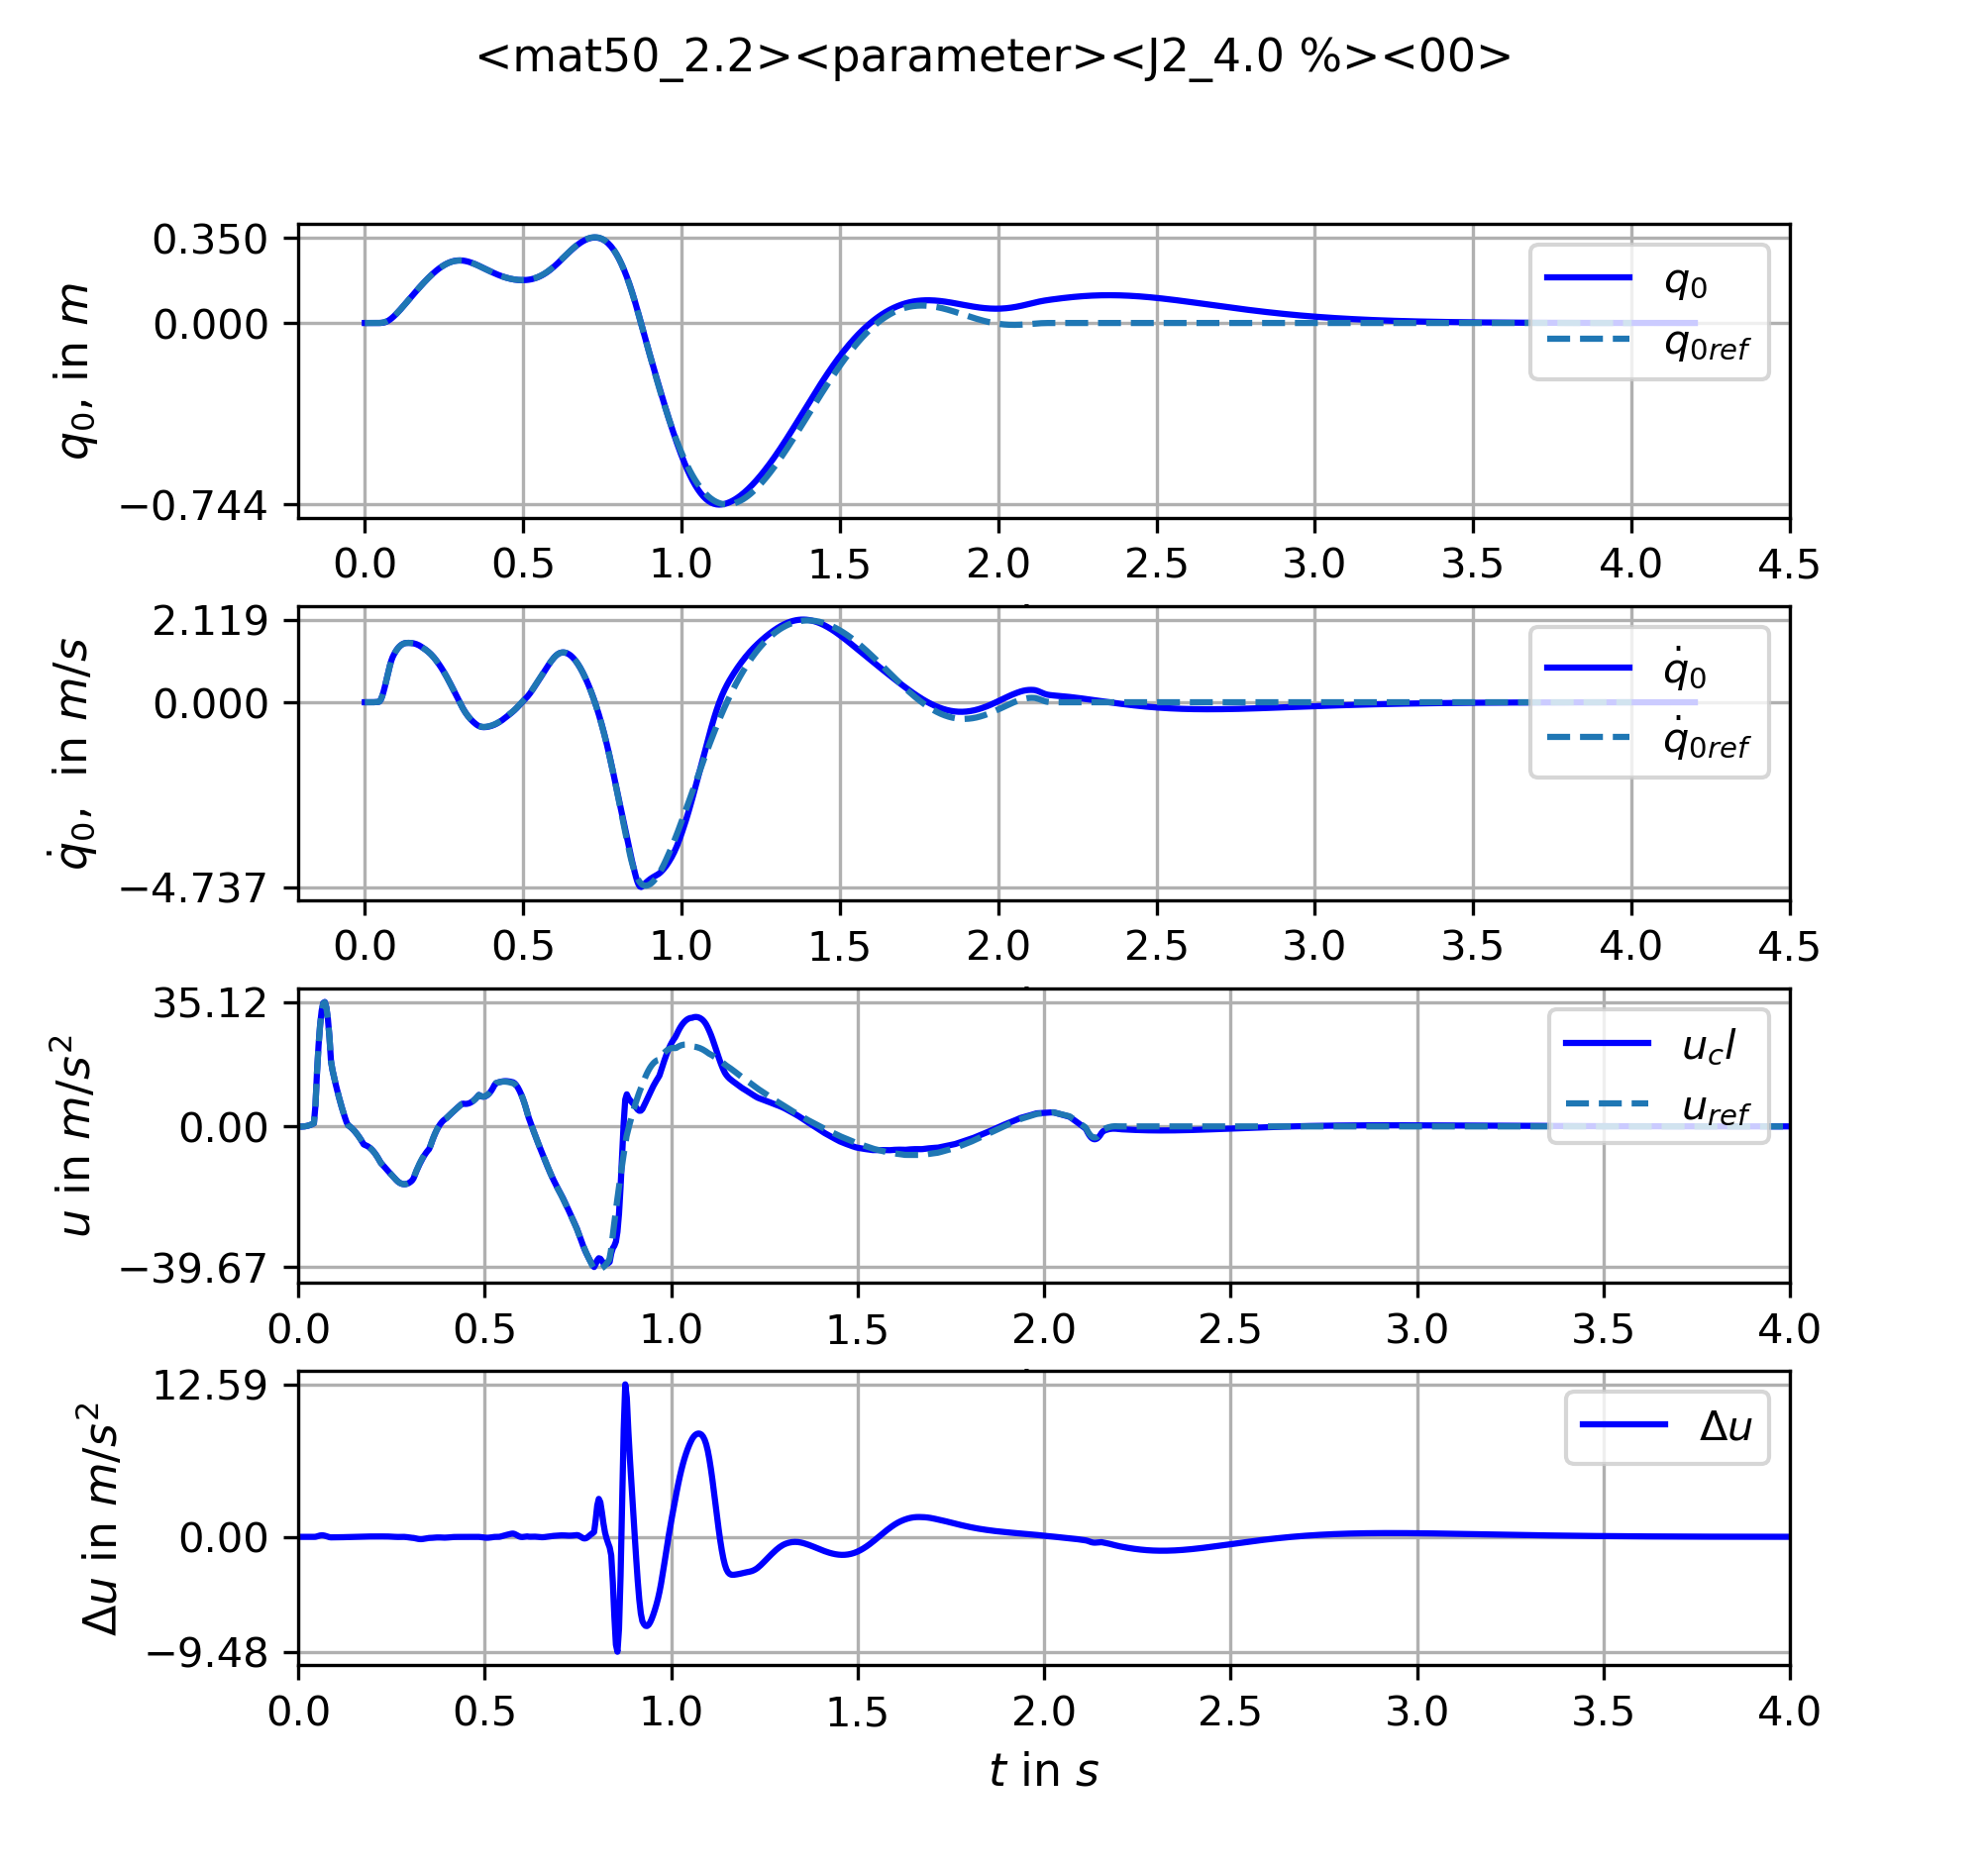 <mat50_2.2><parameter><J2_4.0 %><00>
q0, in m
0.350
0.000
−0.744
q0
q0ref
0.0 0.5 1.0 1.5 2.0 2.5 3.0 3.5 4.0 4.5
q̇0, in m/s
2.119
0.000
−4.737
q̇0
q̇0ref
0.0 0.5 1.0 1.5 2.0 2.5 3.0 3.5 4.0 4.5
u in m/s²
35.12
0.00
−39.67
ucl
uref
0.0 0.5 1.0 1.5 2.0 2.5 3.0 3.5 4.0
Δu in m/s²
12.59
0.00
−9.48
Δu
0.0 0.5 1.0 1.5 2.0 2.5 3.0 3.5 4.0
t in s